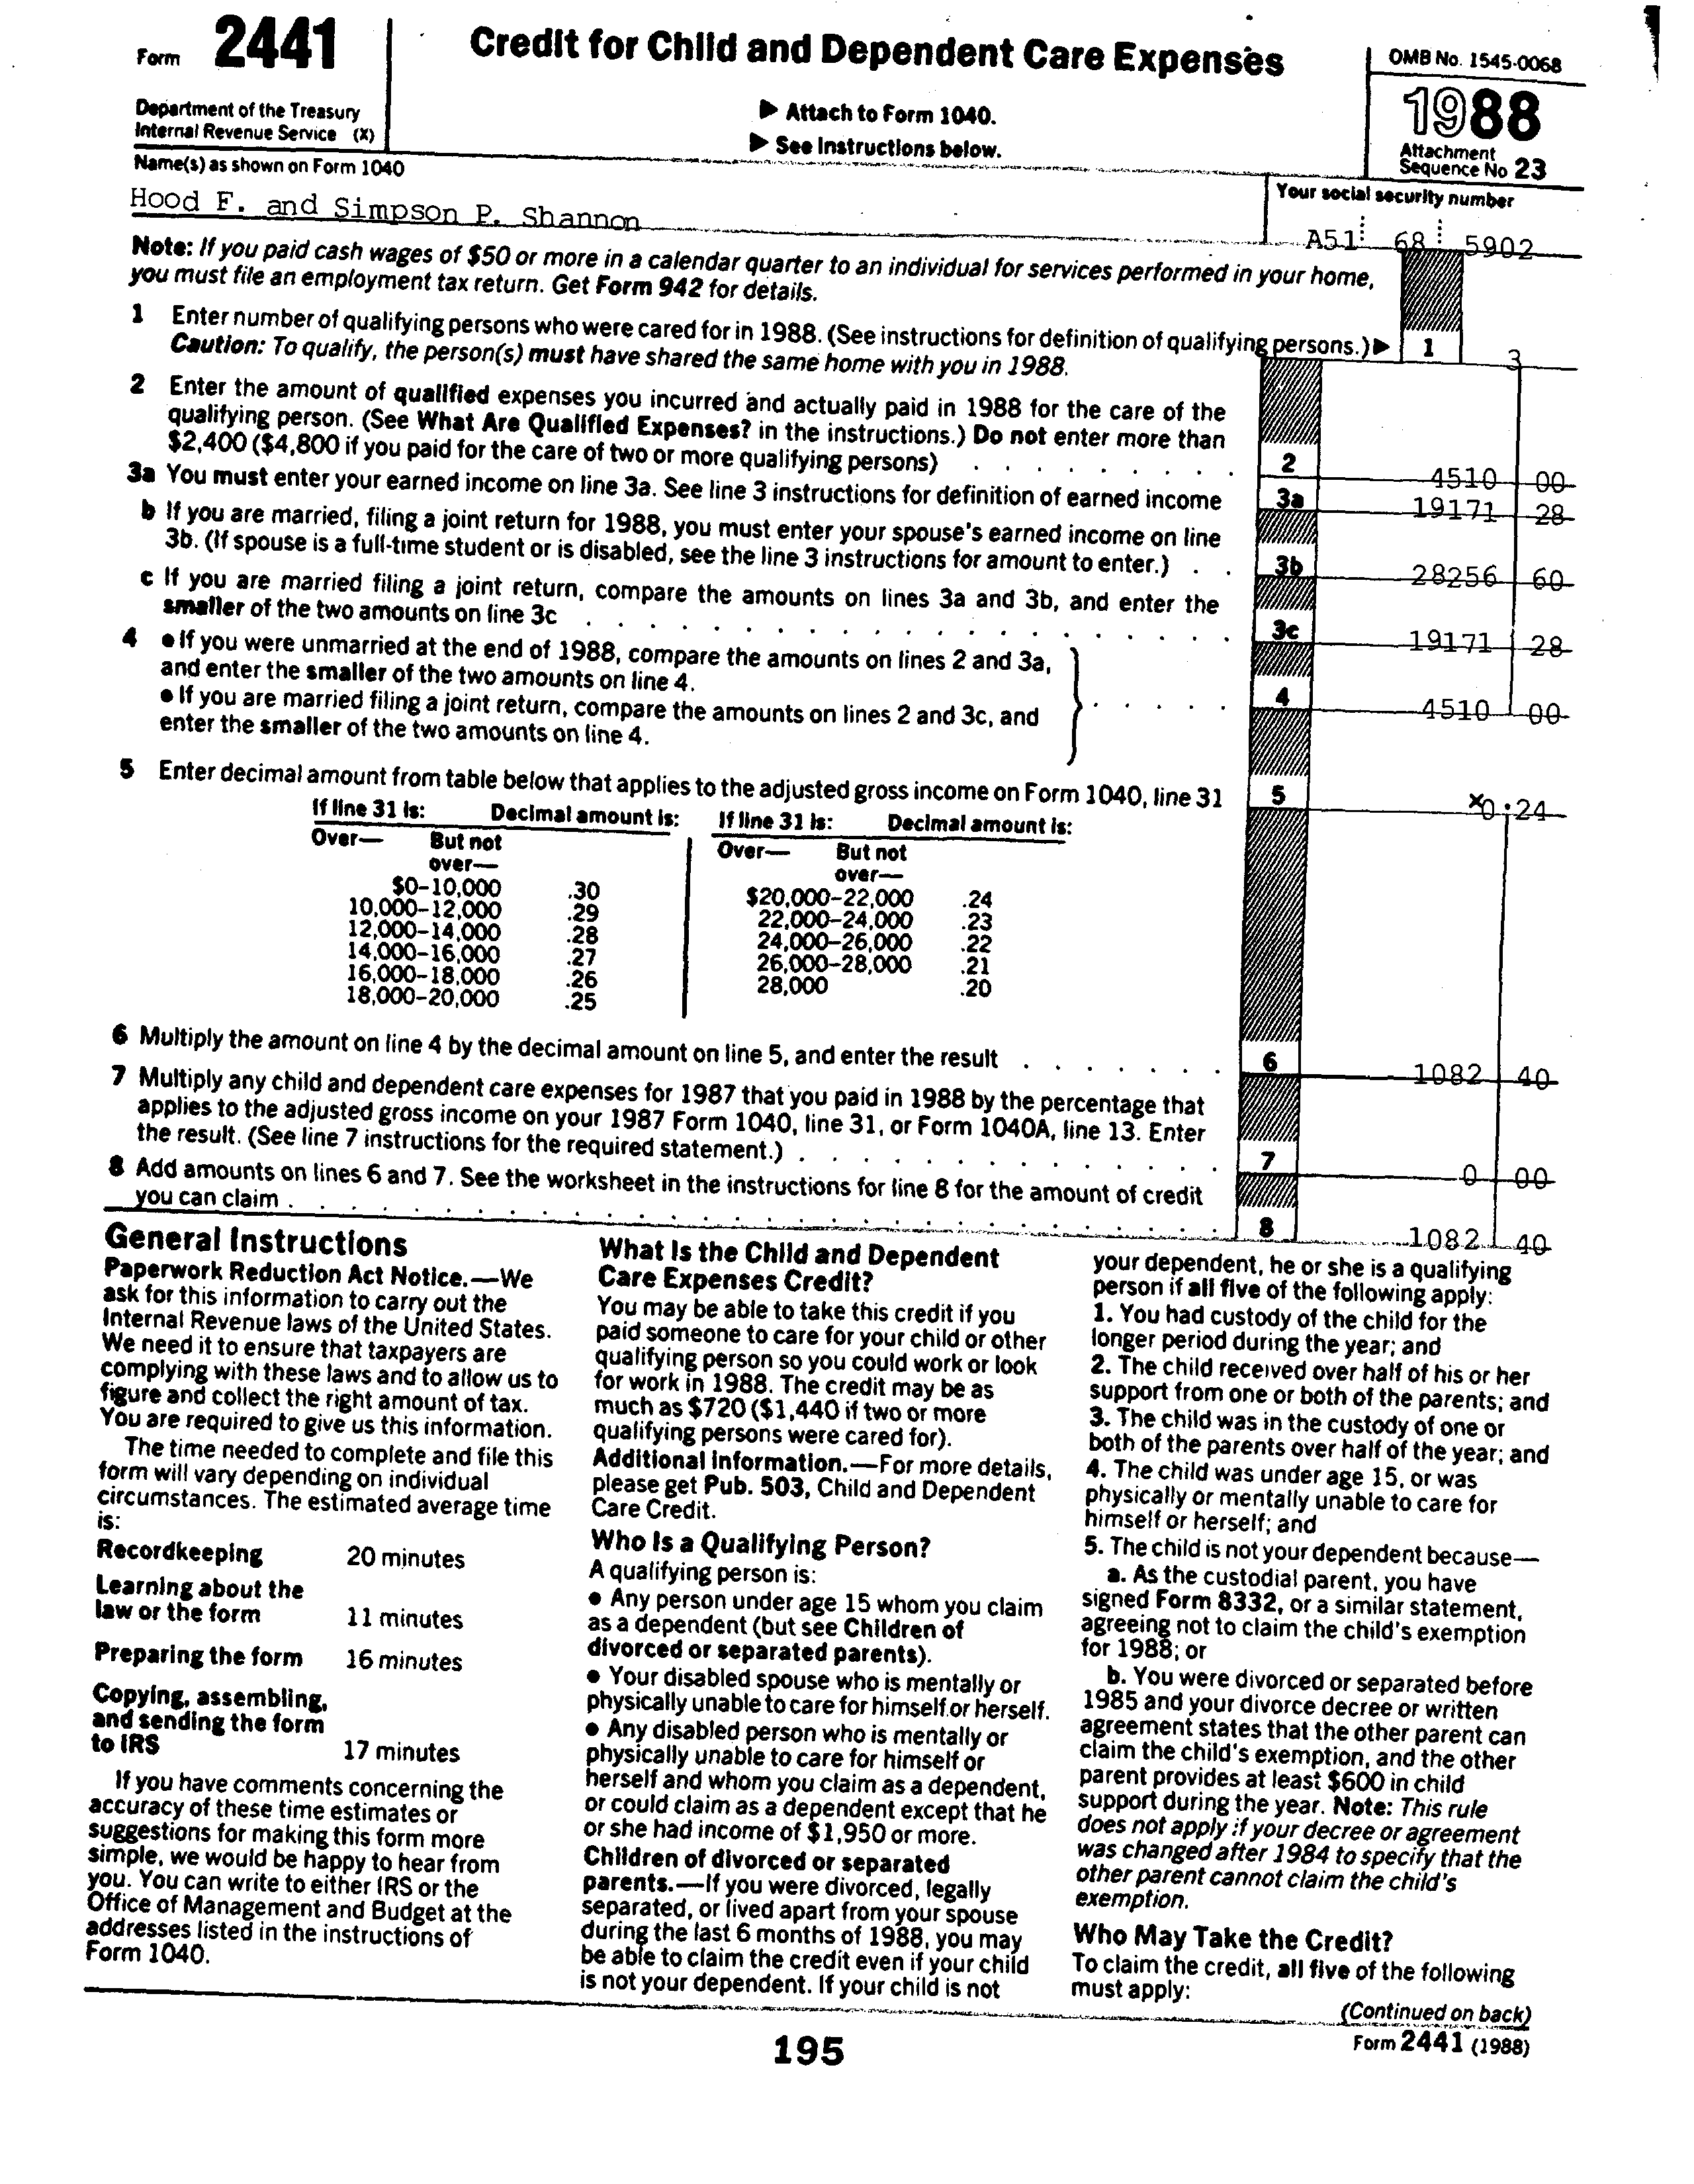 Form 2441
Credit for Child and Dependent Care Expenses
OMB No. 1545-0068
1988
Department of the Treasury
Internal Revenue Service (X)
▶ Attach to Form 1040.
▶ See Instructions below.
Attachment
Sequence No 23
Name(s) as shown on Form 1040
Your social security number
Hood F. and Simpson P. Shannon
A51 68 5902
Note: If you paid cash wages of $50 or more in a calendar quarter to an individual for services performed in your home,
you must file an employment tax return. Get Form 942 for details.
1 Enter number of qualifying persons who were cared for in 1988. (See instructions for definition of qualifying persons.) ▶ 1 3
Caution: To qualify, the person(s) must have shared the same home with you in 1988.
2 Enter the amount of qualified expenses you incurred and actually paid in 1988 for the care of the
qualifying person. (See What Are Qualified Expenses? in the instructions.) Do not enter more than
$2,400 ($4,800 if you paid for the care of two or more qualifying persons) . . . . . . . . . 2 4510 00
3a You must enter your earned income on line 3a. See line 3 instructions for definition of earned income 3a 19171 28
b If you are married, filing a joint return for 1988, you must enter your spouse's earned income on line
3b. (If spouse is a full-time student or is disabled, see the line 3 instructions for amount to enter.) . . 3b 28256 60
c If you are married filing a joint return, compare the amounts on lines 3a and 3b, and enter the
smaller of the two amounts on line 3c . . . . . . . . . . . . . . . . . . . . 3c 19171 28
4 ● If you were unmarried at the end of 1988, compare the amounts on lines 2 and 3a,
and enter the smaller of the two amounts on line 4.
● If you are married filing a joint return, compare the amounts on lines 2 and 3c, and
enter the smaller of the two amounts on line 4.
. . . . . 4 4510 00
5 Enter decimal amount from table below that applies to the adjusted gross income on Form 1040, line 31 5 ×0.24
If line 31 is: Decimal amount is: If line 31 is: Decimal amount is:
Over— But not Over— But not
over— over—
$0–10,000 .30 $20,000–22,000 .24
10,000–12,000 .29 22,000–24,000 .23
12,000–14,000 .28 24,000–26,000 .22
14,000–16,000 .27 26,000–28,000 .21
16,000–18,000 .26 28,000 .20
18,000–20,000 .25
6 Multiply the amount on line 4 by the decimal amount on line 5, and enter the result . . . . . . . 6 1082 40
7 Multiply any child and dependent care expenses for 1987 that you paid in 1988 by the percentage that
applies to the adjusted gross income on your 1987 Form 1040, line 31, or Form 1040A, line 13. Enter
the result. (See line 7 instructions for the required statement.) . . . . . . . . . . . . . . 7 0 00
8 Add amounts on lines 6 and 7. See the worksheet in the instructions for line 8 for the amount of credit
you can claim . . . . . . . . . . . . . . . . . . . . . . . . . . . . . . 8 1082 40
General Instructions
Paperwork Reduction Act Notice.—We
ask for this information to carry out the
Internal Revenue laws of the United States.
We need it to ensure that taxpayers are
complying with these laws and to allow us to
figure and collect the right amount of tax.
You are required to give us this information.
The time needed to complete and file this
form will vary depending on individual
circumstances. The estimated average time
is:
Recordkeeping 20 minutes
Learning about the
law or the form 11 minutes
Preparing the form 16 minutes
Copying, assembling,
and sending the form
to IRS 17 minutes
If you have comments concerning the
accuracy of these time estimates or
suggestions for making this form more
simple, we would be happy to hear from
you. You can write to either IRS or the
Office of Management and Budget at the
addresses listed in the instructions of
Form 1040.
What Is the Child and Dependent
Care Expenses Credit?
You may be able to take this credit if you
paid someone to care for your child or other
qualifying person so you could work or look
for work in 1988. The credit may be as
much as $720 ($1,440 if two or more
qualifying persons were cared for).
Additional Information.—For more details,
please get Pub. 503, Child and Dependent
Care Credit.
Who Is a Qualifying Person?
A qualifying person is:
● Any person under age 15 whom you claim
as a dependent (but see Children of
divorced or separated parents).
● Your disabled spouse who is mentally or
physically unable to care for himself or herself.
● Any disabled person who is mentally or
physically unable to care for himself or
herself and whom you claim as a dependent,
or could claim as a dependent except that he
or she had income of $1,950 or more.
Children of divorced or separated
parents.—If you were divorced, legally
separated, or lived apart from your spouse
during the last 6 months of 1988, you may
be able to claim the credit even if your child
is not your dependent. If your child is not
your dependent, he or she is a qualifying
person if all five of the following apply:
1. You had custody of the child for the
longer period during the year; and
2. The child received over half of his or her
support from one or both of the parents; and
3. The child was in the custody of one or
both of the parents over half of the year; and
4. The child was under age 15, or was
physically or mentally unable to care for
himself or herself; and
5. The child is not your dependent because—
a. As the custodial parent, you have
signed Form 8332, or a similar statement,
agreeing not to claim the child's exemption
for 1988; or
b. You were divorced or separated before
1985 and your divorce decree or written
agreement states that the other parent can
claim the child's exemption, and the other
parent provides at least $600 in child
support during the year. Note: This rule
does not apply if your decree or agreement
was changed after 1984 to specify that the
other parent cannot claim the child's
exemption.
Who May Take the Credit?
To claim the credit, all five of the following
must apply:
(Continued on back)
195
Form 2441 (1988)